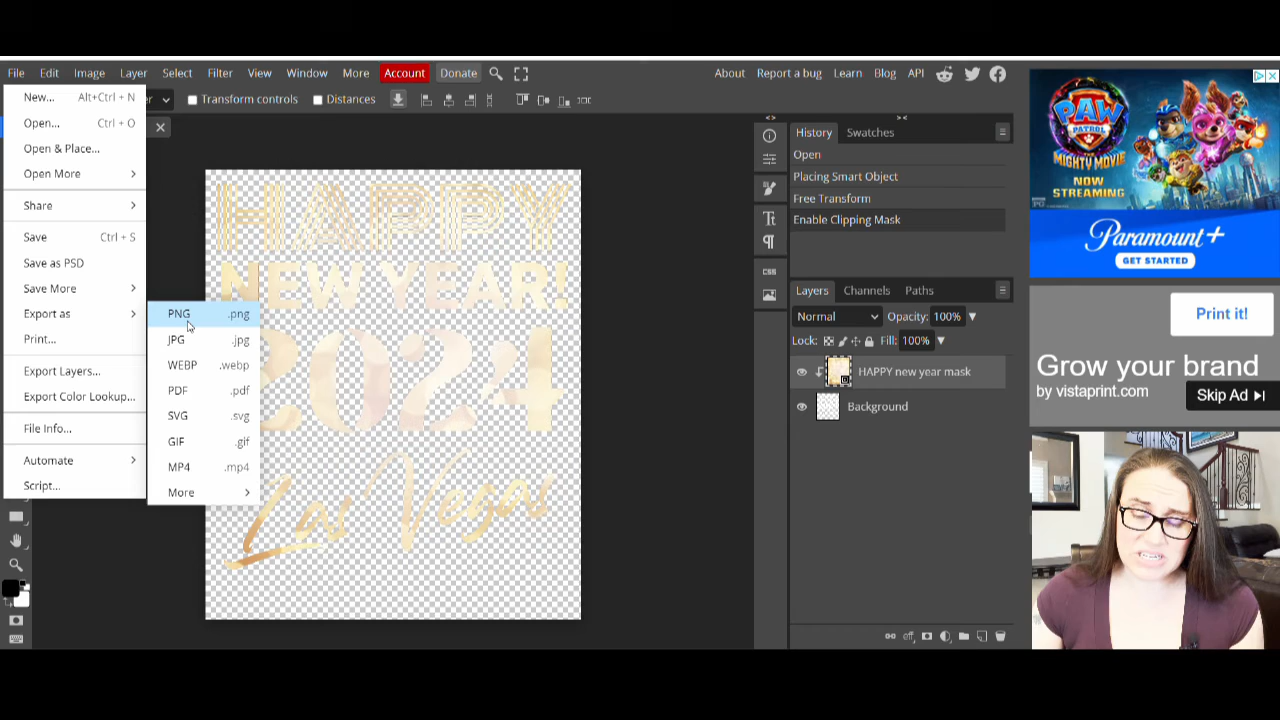 File Edit Image Layer Select Filter View Window More Account Donate About Report a bug Learn Blog API
Transform controls Distances
New... Alt+Ctrl + N
Open... Ctrl + O
Open & Place...
Open More
Share
Save Ctrl + S
Save as PSD
Save More
Export as
Print...
Export Layers...
Export Color Lookup...
File Info...
Automate
Script...
PNG .png
JPG .jpg
WEBP .webp
PDF .pdf
SVG .svg
GIF .gif
MP4 .mp4
More
HAPPY
NEW YEAR!
2024
Las Vegas
History Swatches
Open
Placing Smart Object
Free Transform
Enable Clipping Mask
CSS
Layers Channels Paths
Normal Opacity: 100%
Lock: Fill: 100%
HAPPY new year mask
Background
PAW
PATROL
THE
MIGHTY MOVIE
NOW
STREAMING
Paramount+
GET STARTED
Print it!
Grow your brand
by vistaprint.com
Skip Ad